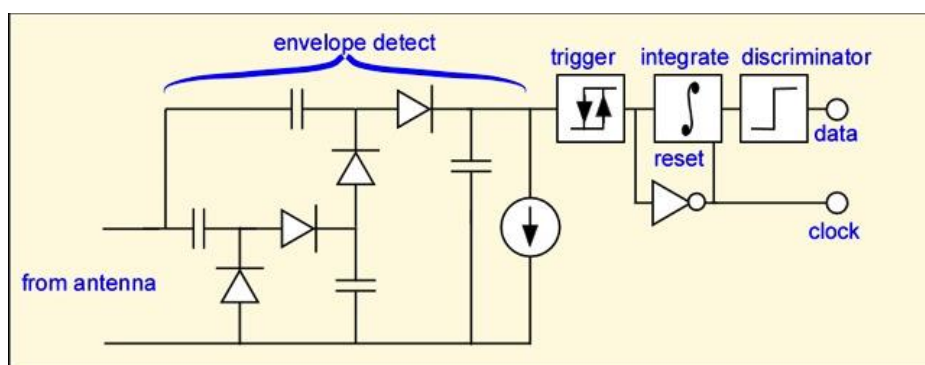 envelope detect
trigger
integrate
discriminator
data
reset
clock
from antenna